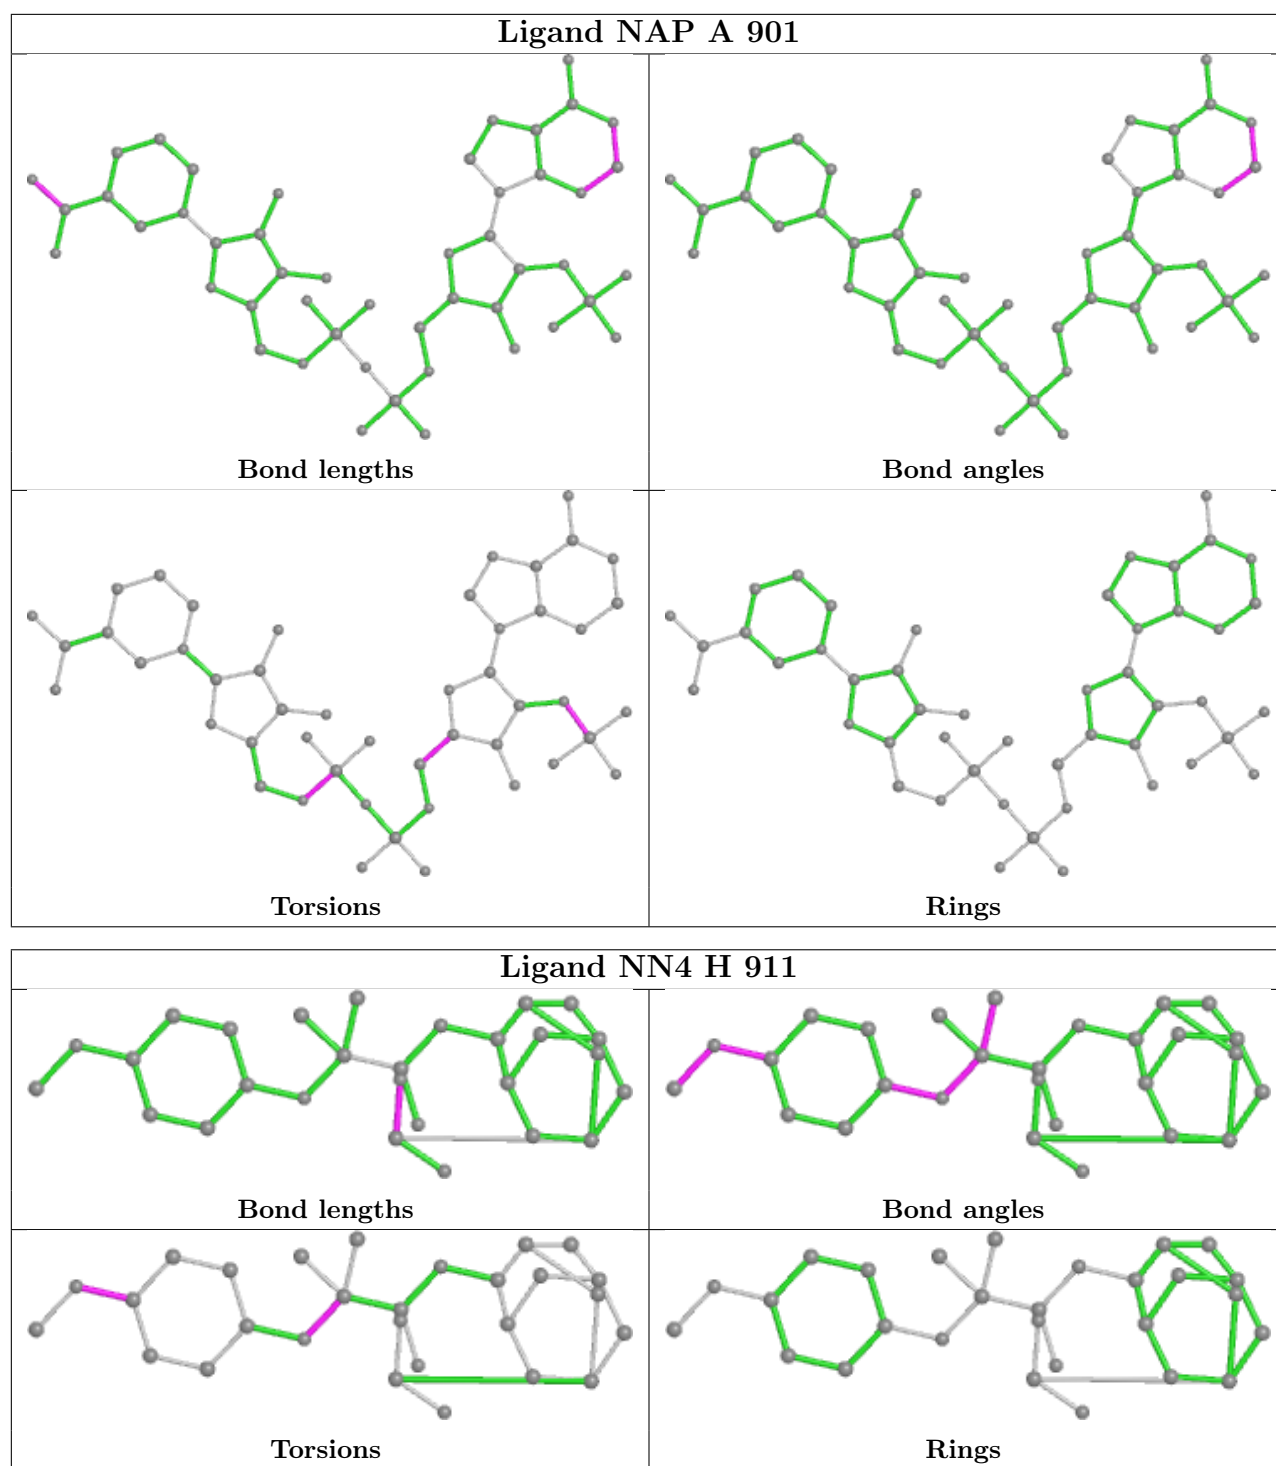 Ligand NAP A 901
Bond lengths
Bond angles
Torsions
Rings
Ligand NN4 H 911
Bond lengths
Bond angles
Torsions
Rings